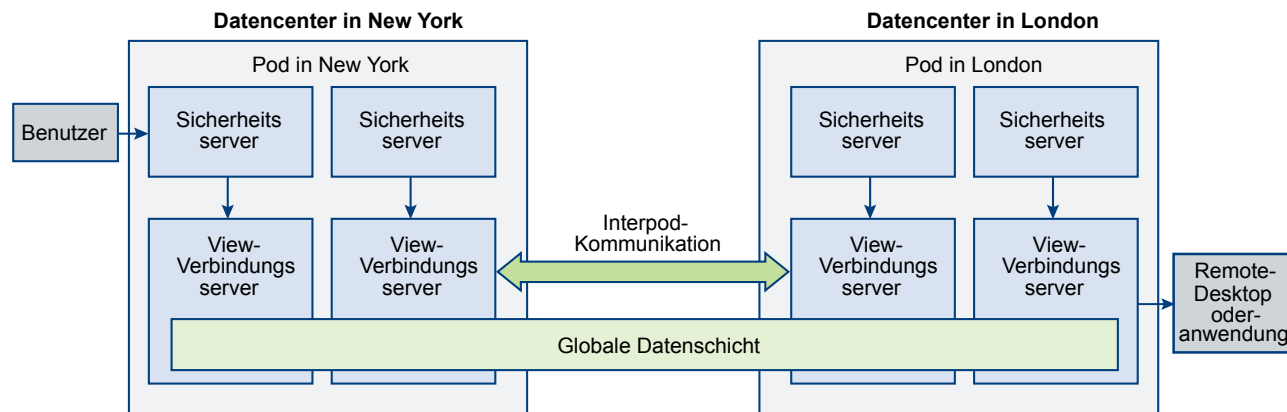 Datencenter in New York
Datencenter in London
Pod in New York
Pod in London
Benutzer
Sicherheits
server
Sicherheits
server
Sicherheits
server
Sicherheits
server
View-
Verbindungs
server
View-
Verbindungs
server
Interpod-
Kommunikation
View-
Verbindungs
server
View-
Verbindungs
server
Remote-
Desktop
oder-
anwendung
Globale Datenschicht